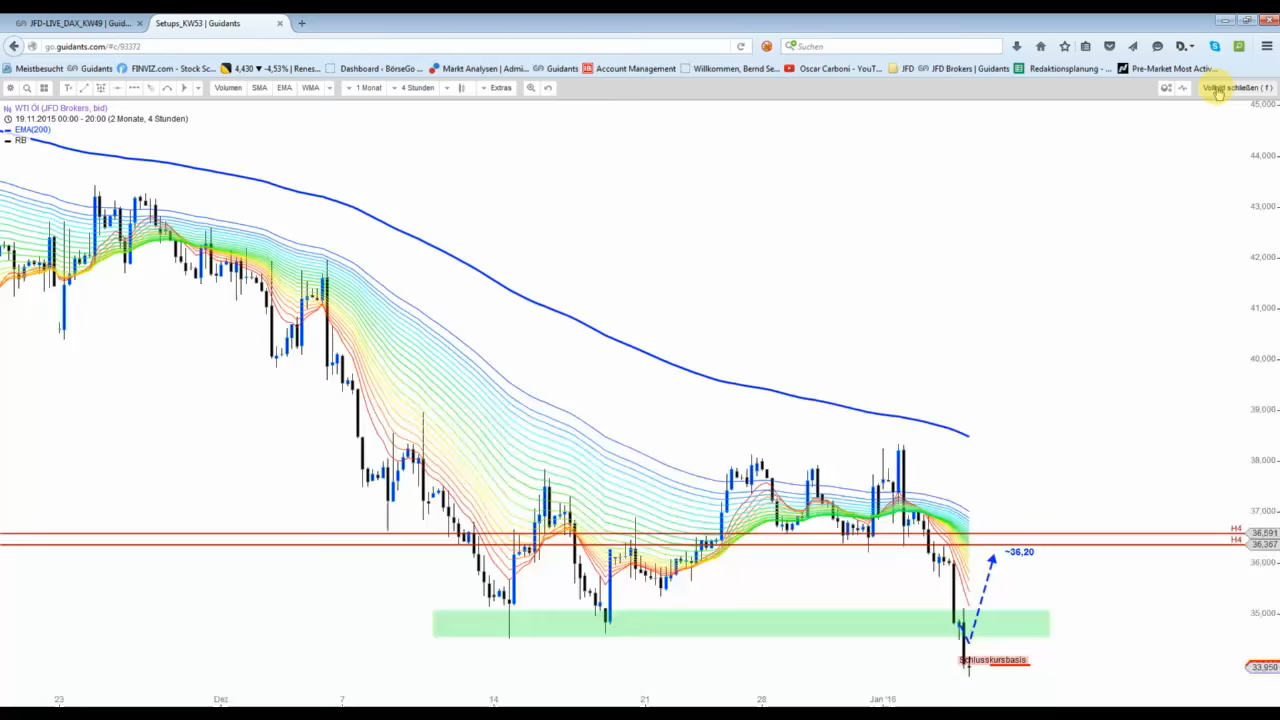 JFD-LIVE_DAX_KW49 | Guid...
Setups_KW53 | Guidants
go.guidants.com/#c/93372
Suchen
Meistbesucht
Guidants
FINVIZ.com - Stock Sc...
4,430 ▼ -4,53% | Renes...
Dashboard ‹ BörseGo ...
Markt Analysen | Admi...
Guidants
Account Management
Willkommen, Bernd Se...
Oscar Carboni / "YouT...
JFD
JFD Brokers | Guidants
Redaktionsplanung - ...
Pre-Market Most Activ...
Volumen
SMA
EMA
WMA
1 Monat
4 Stunden
Extras
schließen ( f )
WTI Öl (JFD Brokers, bid)
19.11.2015 00:00 - 20:00 (2 Monate, 4 Stunden)
EMA(200)
RB
45,000
44,000
43,000
42,000
41,000
40,000
39,000
38,000
37,000
H4
36,591
H4
36,367
~36,20
36,000
35,000
Schlusskursbasis
33,950
23
Dez
7
14
21
28
Jan '16